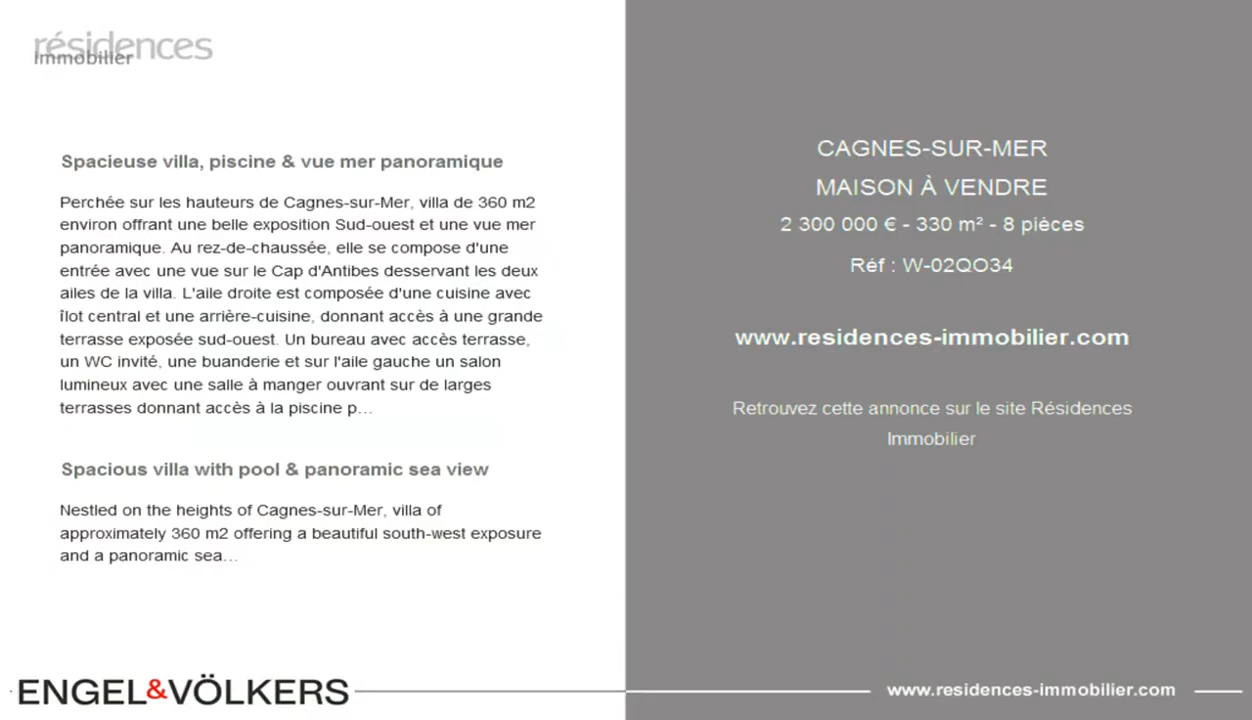 résidences
Immobilier
Spacieuse villa, piscine & vue mer panoramique
Perchée sur les hauteurs de Cagnes-sur-Mer, villa de 360 m2
environ offrant une belle exposition Sud-ouest et une vue mer
panoramique. Au rez-de-chaussée, elle se compose d'une
entrée avec une vue sur le Cap d'Antibes desservant les deux
ailes de la villa. L'aile droite est composée d'une cuisine avec
îlot central et une arrière-cuisine, donnant accès à une grande
terrasse exposée sud-ouest. Un bureau avec accès terrasse,
un WC invité, une buanderie et sur l'aile gauche un salon
lumineux avec une salle à manger ouvrant sur de larges
terrasses donnant accès à la piscine p...
Spacious villa with pool & panoramic sea view
Nestled on the heights of Cagnes-sur-Mer, villa of
approximately 360 m2 offering a beautiful south-west exposure
and a panoramic sea...
ENGEL&VÖLKERS
CAGNES-SUR-MER
MAISON À VENDRE
2 300 000 € - 330 m² - 8 pièces
Réf : W-02QO34
www.residences-immobilier.com
Retrouvez cette annonce sur le site Résidences
Immobilier
www.residences-immobilier.com